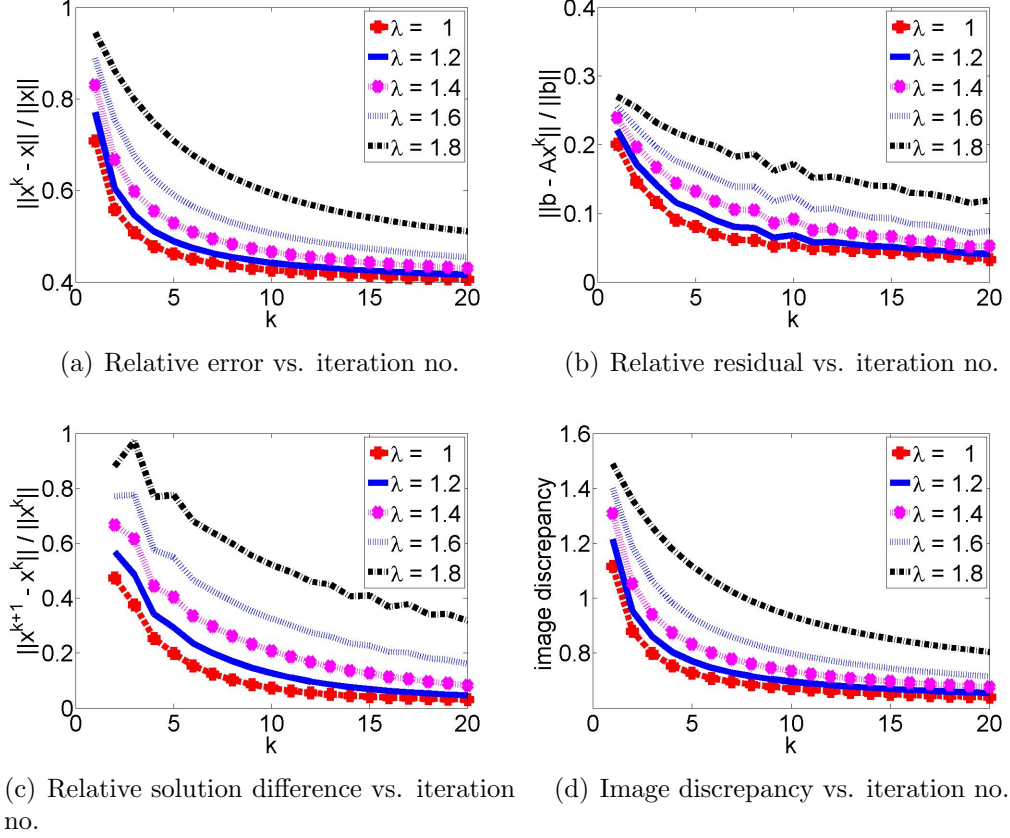 1
0.8
0.6
0.4
0
5
10
15
20
k
||x^k - x|| / ||x||
λ = 1
λ = 1.2
λ = 1.4
λ = 1.6
λ = 1.8
(a) Relative error vs. iteration no.
0.4
0.3
0.2
0.1
0
0
5
10
15
20
k
||b - Ax^k|| / ||b||
λ = 1
λ = 1.2
λ = 1.4
λ = 1.6
λ = 1.8
(b) Relative residual vs. iteration no.
1
0.8
0.6
0.4
0.2
0
0
5
10
15
20
k
||x^{k+1} - x^k|| / ||x^k||
λ = 1
λ = 1.2
λ = 1.4
λ = 1.6
λ = 1.8
(c) Relative solution difference vs. iteration
no.
1.6
1.4
1.2
1
0.8
0
5
10
15
20
k
image discrepancy
λ = 1
λ = 1.2
λ = 1.4
λ = 1.6
λ = 1.8
(d) Image discrepancy vs. iteration no.